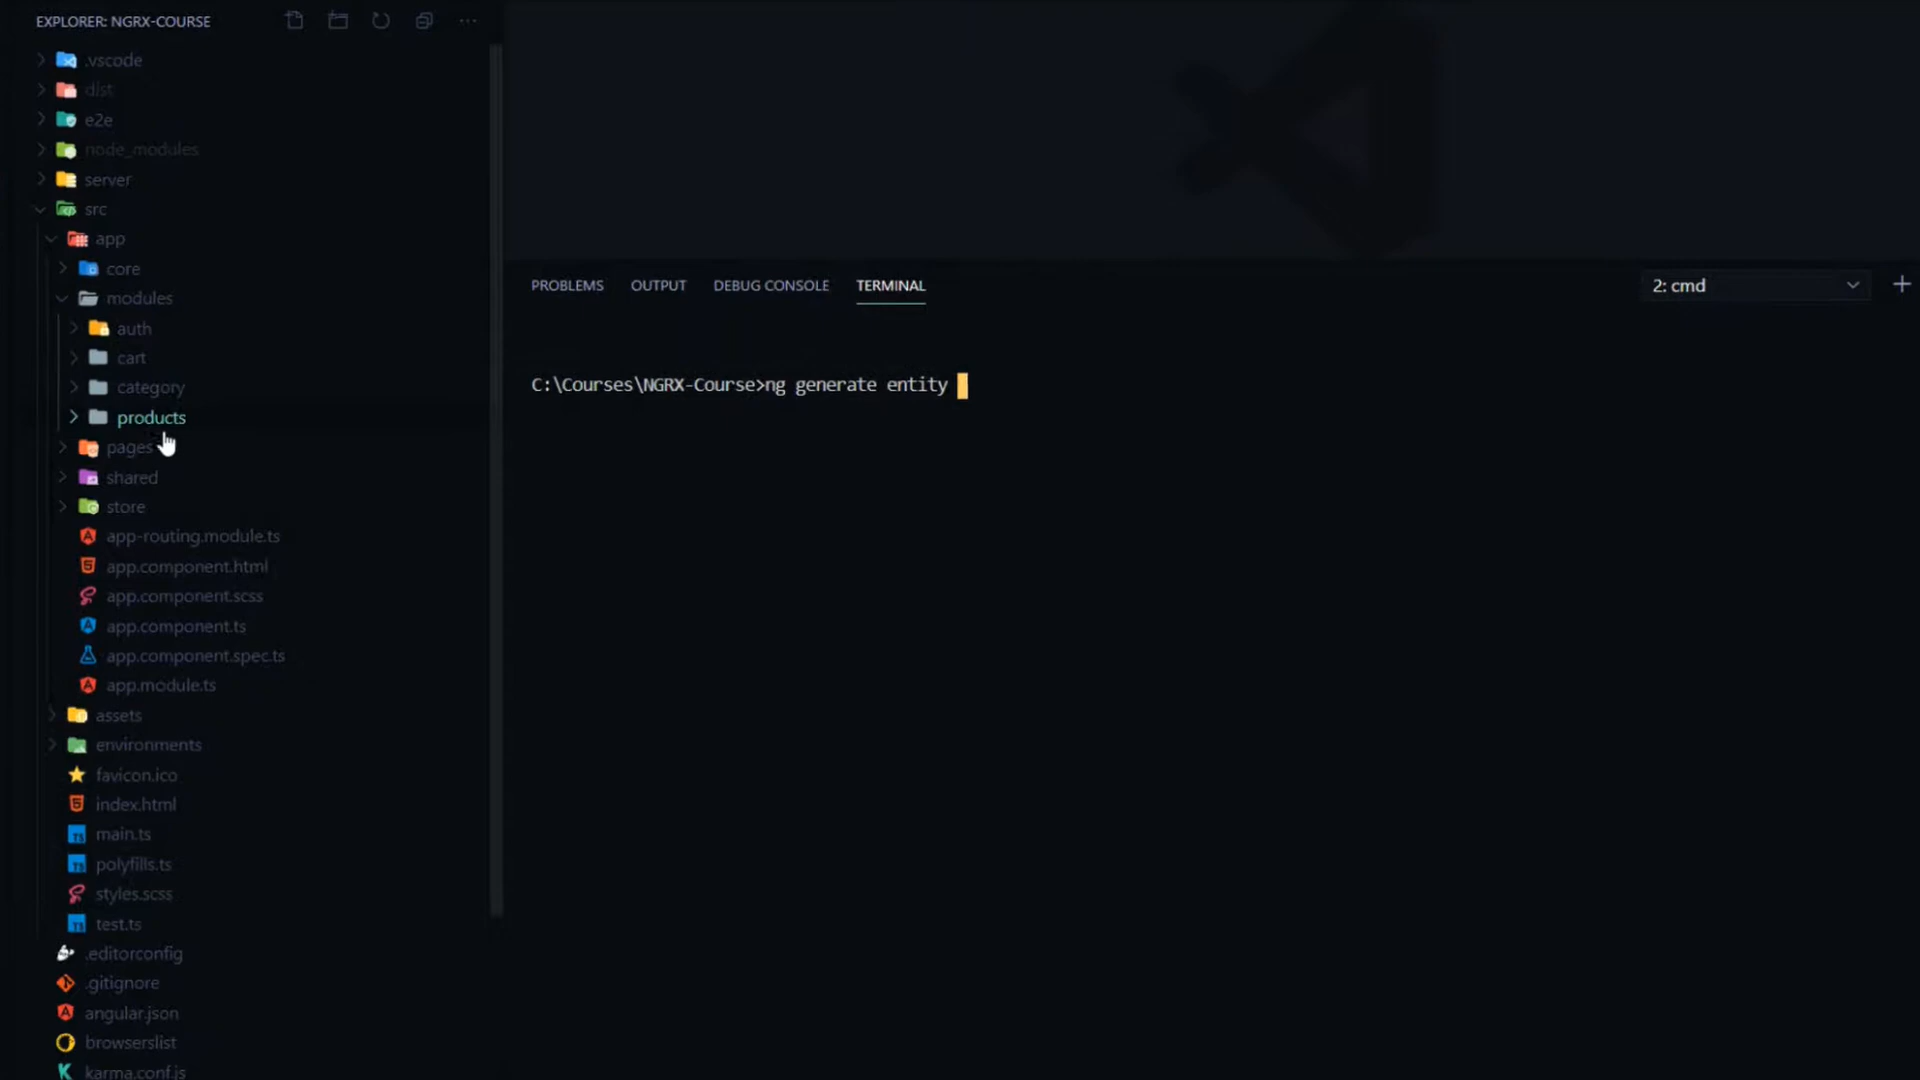 EXPLORER: NGRX-COURSE
.vscode
dist
e2e
node_modules
server
src
app
core
modules
auth
cart
category
products
pages
shared
store
app-routing.module.ts
app.component.html
app.component.scss
app.component.ts
app.component.spec.ts
app.module.ts
assets
environments
favicon.ico
index.html
main.ts
polyfills.ts
styles.scss
test.ts
.editorconfig
.gitignore
angular.json
browserslist
karma.conf.js
PROBLEMS OUTPUT DEBUG CONSOLE TERMINAL 2: cmd
C:\Courses\NGRX-Course>ng generate entity